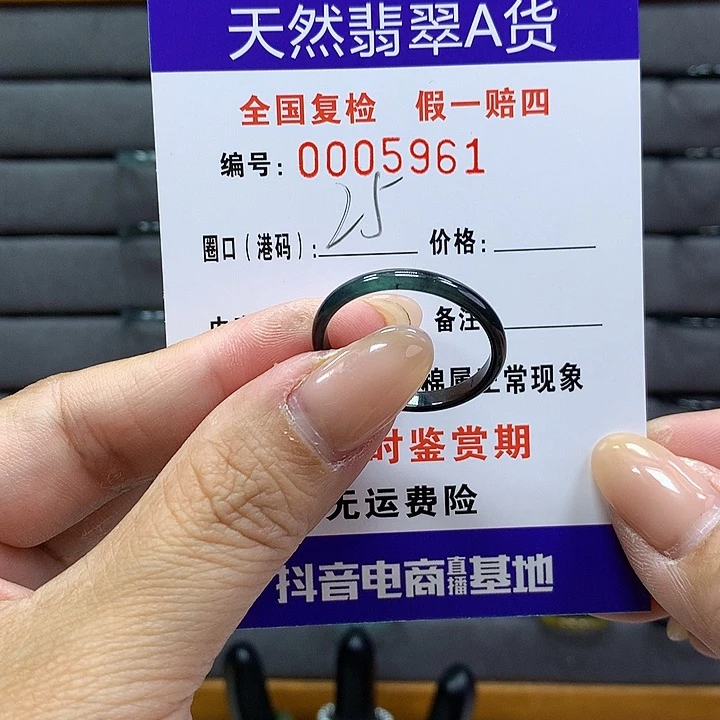 天然翡翠A货
全国复检 假一赔四
编号: 0005961
圈口(港码): 25 价格:
备注
棉属正常现象
时鉴赏期
无运费险
抖音电商直播基地